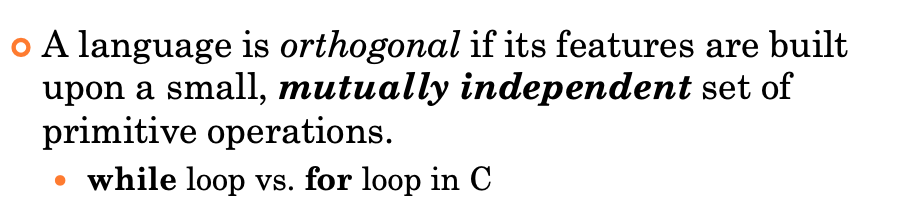 A language is orthogonal if its features are built
upon a small, mutually independent set of
primitive operations.
while loop vs. for loop in C